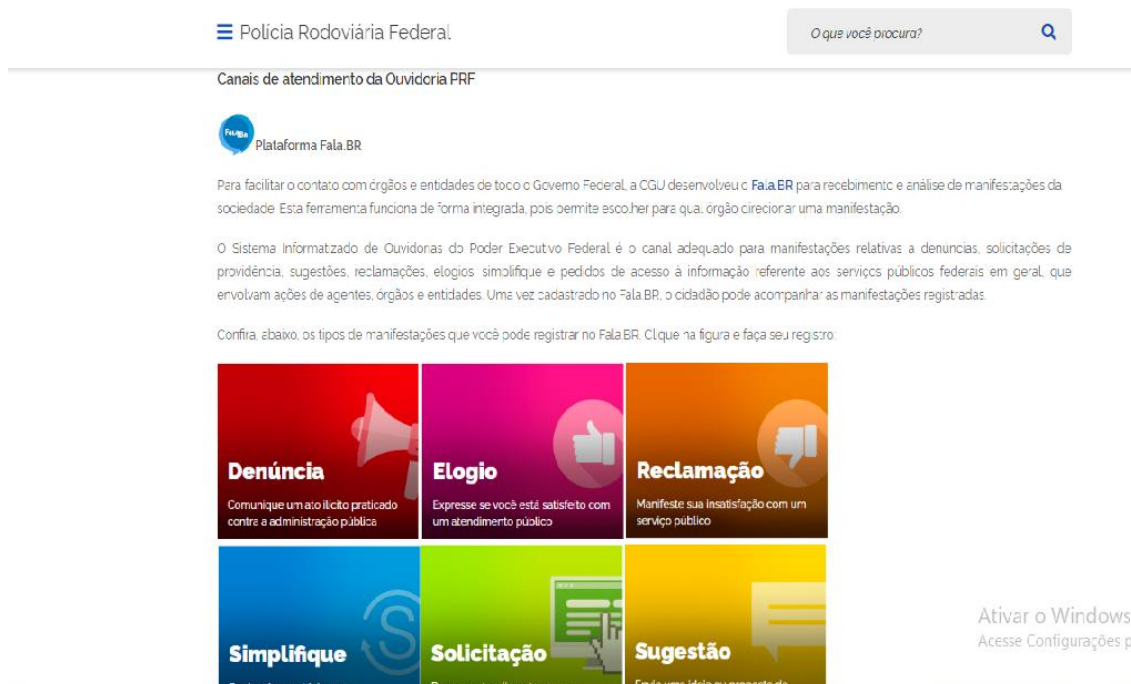 Polícia Rodoviária Federal
O que você procura?
Canais de atendimento da Ouvidoria PRF
Fala.Br
Plataforma Fala.BR
Para facilitar o contato com órgãos e entidades de todo o Governo Federal, a CGU desenvolveu o Fala.BR para recebimento e análise de manifestações da
sociedade. Esta ferramenta funciona de forma integrada, pois permite escolher para qual órgão direcionar uma manifestação.
O Sistema Informatizado de Ouvidorias do Poder Executivo Federal é o canal adequado para manifestações relativas a denúncias, solicitações de
providência, sugestões, reclamações, elogios, simplifique e pedidos de acesso à informação referente aos serviços públicos federais em geral, que
envolvam ações de agentes, órgãos e entidades. Uma vez cadastrado no Fala.BR, o cidadão pode acompanhar as manifestações registradas.
Confira, abaixo, os tipos de manifestações que você pode registrar no Fala.BR. Clique na figura e faça seu registro:
Denúncia
Comunique um ato ilícito praticado
contra a administração pública
Elogio
Expresse se você está satisfeito com
um atendimento público
Reclamação
Manifeste sua insatisfação com um
serviço público
Simplifique
Solicitação
Sugestão
Envie uma ideia ou proposta de
Ativar o Windows
Acesse Configurações p